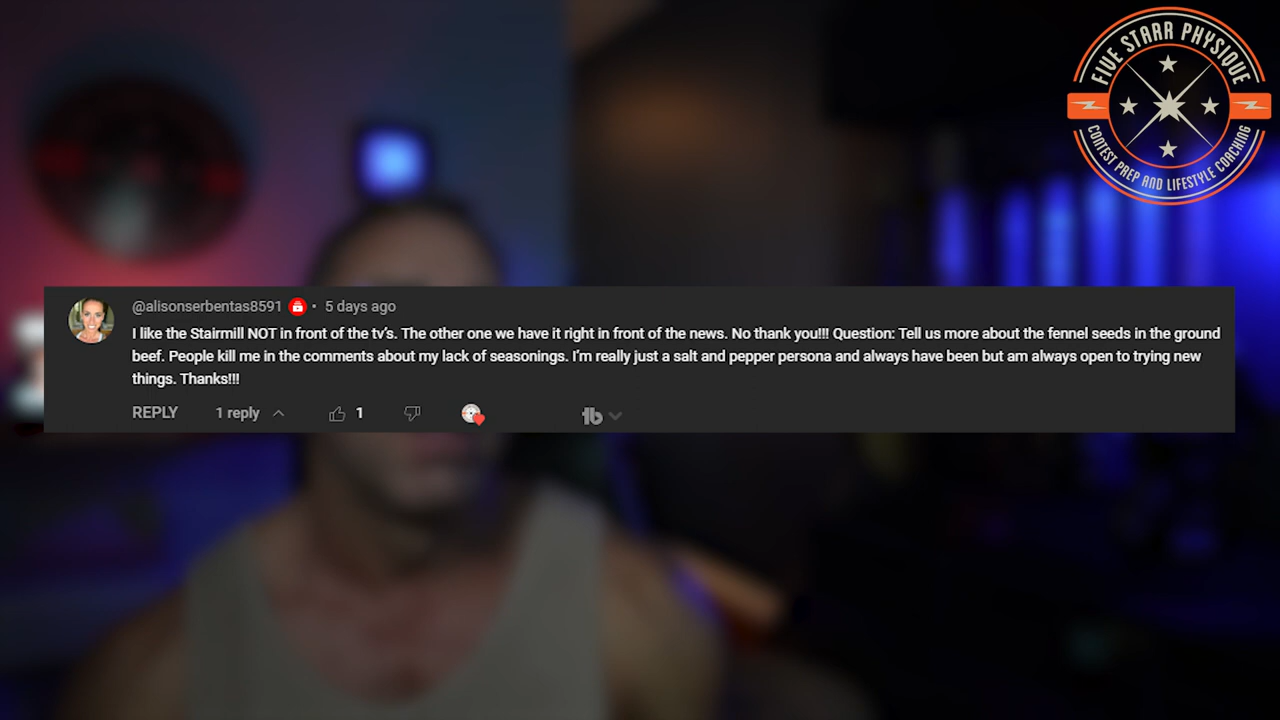 FIVE STARR PHYSIQUE
CONTEST PREP AND LIFESTYLE COACHING
@alisonserbentas8591 • 5 days ago
I like the Stairmill NOT in front of the tv's. The other one we have it right in front of the news. No thank you!!! Question: Tell us more about the fennel seeds in the ground
beef. People kill me in the comments about my lack of seasonings. I'm really just a salt and pepper persona and always have been but am always open to trying new
things. Thanks!!!
REPLY 1 reply 1 tb